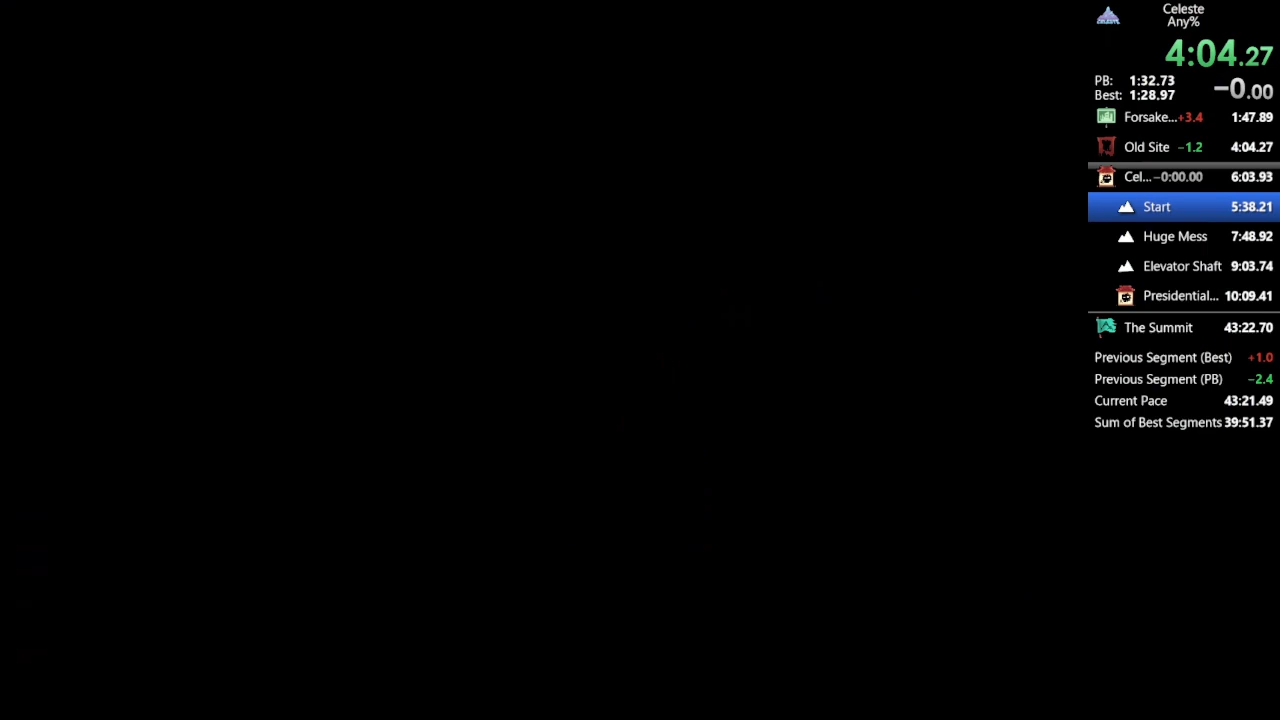 Celeste
Any%
4:04.27
PB: 1:32.73
Best: 1:28.97 −0.00
Forsake... +3.4 1:47.89
Old Site −1.2 4:04.27
Cel... −0:00.00 6:03.93
Start 5:38.21
Huge Mess 7:48.92
Elevator Shaft 9:03.74
Presidential... 10:09.41
The Summit 43:22.70
Previous Segment (Best) +1.0
Previous Segment (PB) −2.4
Current Pace 43:21.49
Sum of Best Segments 39:51.37